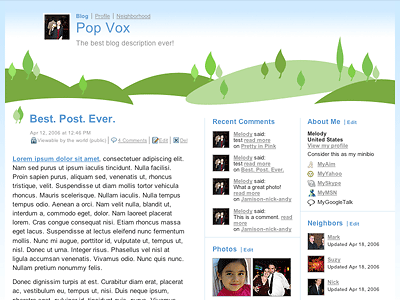 Blog | Profile | Neighborhood
Pop Vox
The best blog description ever!
Best. Post. Ever.
Apr 12, 2006 at 12:46 PM
Viewable by the world (public) | 4 Comments | Edit | Del
Lorem ipsum dolor sit amet, consectetuer adipiscing elit.
Nam sed purus ut ipsum iaculis tincidunt. Nulla facilisi.
Proin sapien purus, aliquam sed, venenatis ut, rhoncus
tristique, velit. Suspendisse ut diam mollis tortor vehicula
rhoncus. Mauris scelerisque. Nullam iaculis. Nulla tempus
tempus odio. Aenean a orci. Nam velit nulla, blandit ut,
interdum a, commodo eget, dolor. Nam laoreet placerat
lorem. Cras congue consequat nisi. Etiam rhoncus massa
eget lacus. Suspendisse at lectus eleifend nunc fermentum
mollis. Nunc mi augue, porttitor id, vulputate ut, tempus ut,
nisl. Donec ut urna. Integer risus. Phasellus vel nisl at
ligula accumsan venenatis. Vivamus odio. Nunc quis nunc.
Nullam pretium nonummy felis.
Donec dignissim turpis at est. Curabitur diam erat, placerat
ac, vestibulum eu, tempus ut, nisi. Duis neque ipsum,
Recent Comments
Melody said:
test read more
on Pretty in Pink
Melody said:
test read more
on Best. Post. Ever.
Melody said:
What a great photo!
read more
on Jamison-nick-andy
Melody said:
This is a comment. read
more
on Jamison-nick-andy
Photos | Edit
About Me | Edit
Melody
United States
View my profile
Consider this as my minibio
MyAim
MyYahoo
MySkype
MyMSN
MyGoogleTalk
Neighbors | Edit
Mark
Updated Apr 18, 2006
Suzy
Updated Apr 18, 2006
Nick
Updated Apr 18, 2006